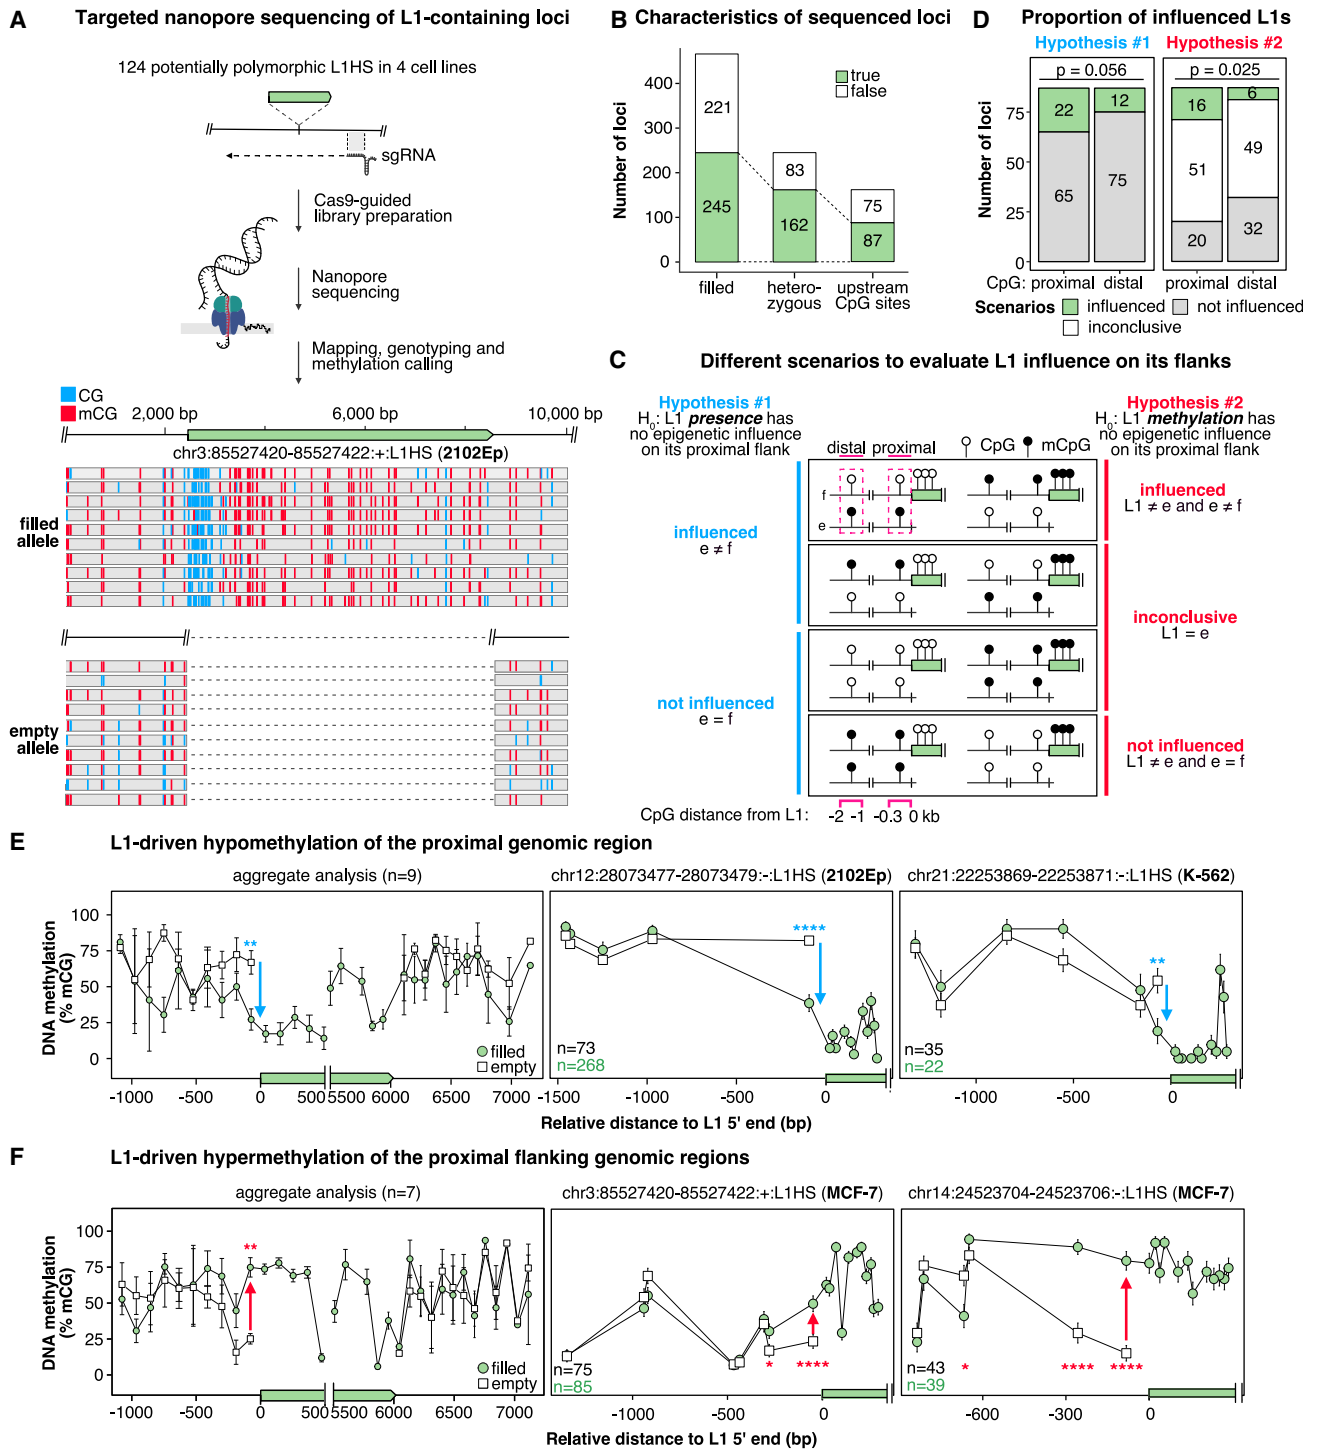 A
Targeted nanopore sequencing of L1-containing loci
124 potentially polymorphic L1HS in 4 cell lines
sgRNA
Cas9-guided
library preparation
Nanopore
sequencing
Mapping, genotyping and
methylation calling
CG
mCG
2,000 bp
6,000 bp
10,000 bp
chr3:85527420-85527422:+:L1HS (2102Ep)
filled
allele
empty
allele
B
Characteristics of sequenced loci
Number of loci
400
300
200
100
0
true
false
221
245
83
162
75
87
filled
hetero-
zygous
upstream
CpG sites
D
Proportion of influenced L1s
Hypothesis #1
Hypothesis #2
p = 0.056
p = 0.025
Number of loci
75
50
25
0
22
12
65
75
16
6
51
49
20
32
CpG: proximal distal proximal distal
Scenarios
influenced
not influenced
inconclusive
C
Different scenarios to evaluate L1 influence on its flanks
Hypothesis #1
H0: L1 presence has
no epigenetic influence
on its proximal flank
Hypothesis #2
H0: L1 methylation has
no epigenetic influence
on its proximal flank
distal proximal
CpG
mCpG
f
e
influenced
e ≠ f
not influenced
e = f
influenced
L1 ≠ e and e ≠ f
inconclusive
L1 = e
not influenced
L1 ≠ e and e = f
CpG distance from L1: -2 -1 -0.3 0 kb
E
L1-driven hypomethylation of the proximal genomic region
aggregate analysis (n=9)
chr12:28073477-28073479:-:L1HS (2102Ep)
chr21:22253869-22253871:-:L1HS (K-562)
DNA methylation
(% mCG)
100
75
50
25
0
**
filled
empty
****
n=73
n=268
**
n=35
n=22
-1000 -500 0 500 5500 6000 7000
-1500 -1000 -500 0
-1000 -500 0
Relative distance to L1 5' end (bp)
F
L1-driven hypermethylation of the proximal flanking genomic regions
aggregate analysis (n=7)
chr3:85527420-85527422:+:L1HS (MCF-7)
chr14:24523704-24523706:-:L1HS (MCF-7)
DNA methylation
(% mCG)
100
75
50
25
0
**
filled
empty
* ****
n=75
n=85
* **** ****
n=43
n=39
-1000 -500 0 500 5500 6000 7000
-1000 -500 0
-600 -300 0
Relative distance to L1 5' end (bp)